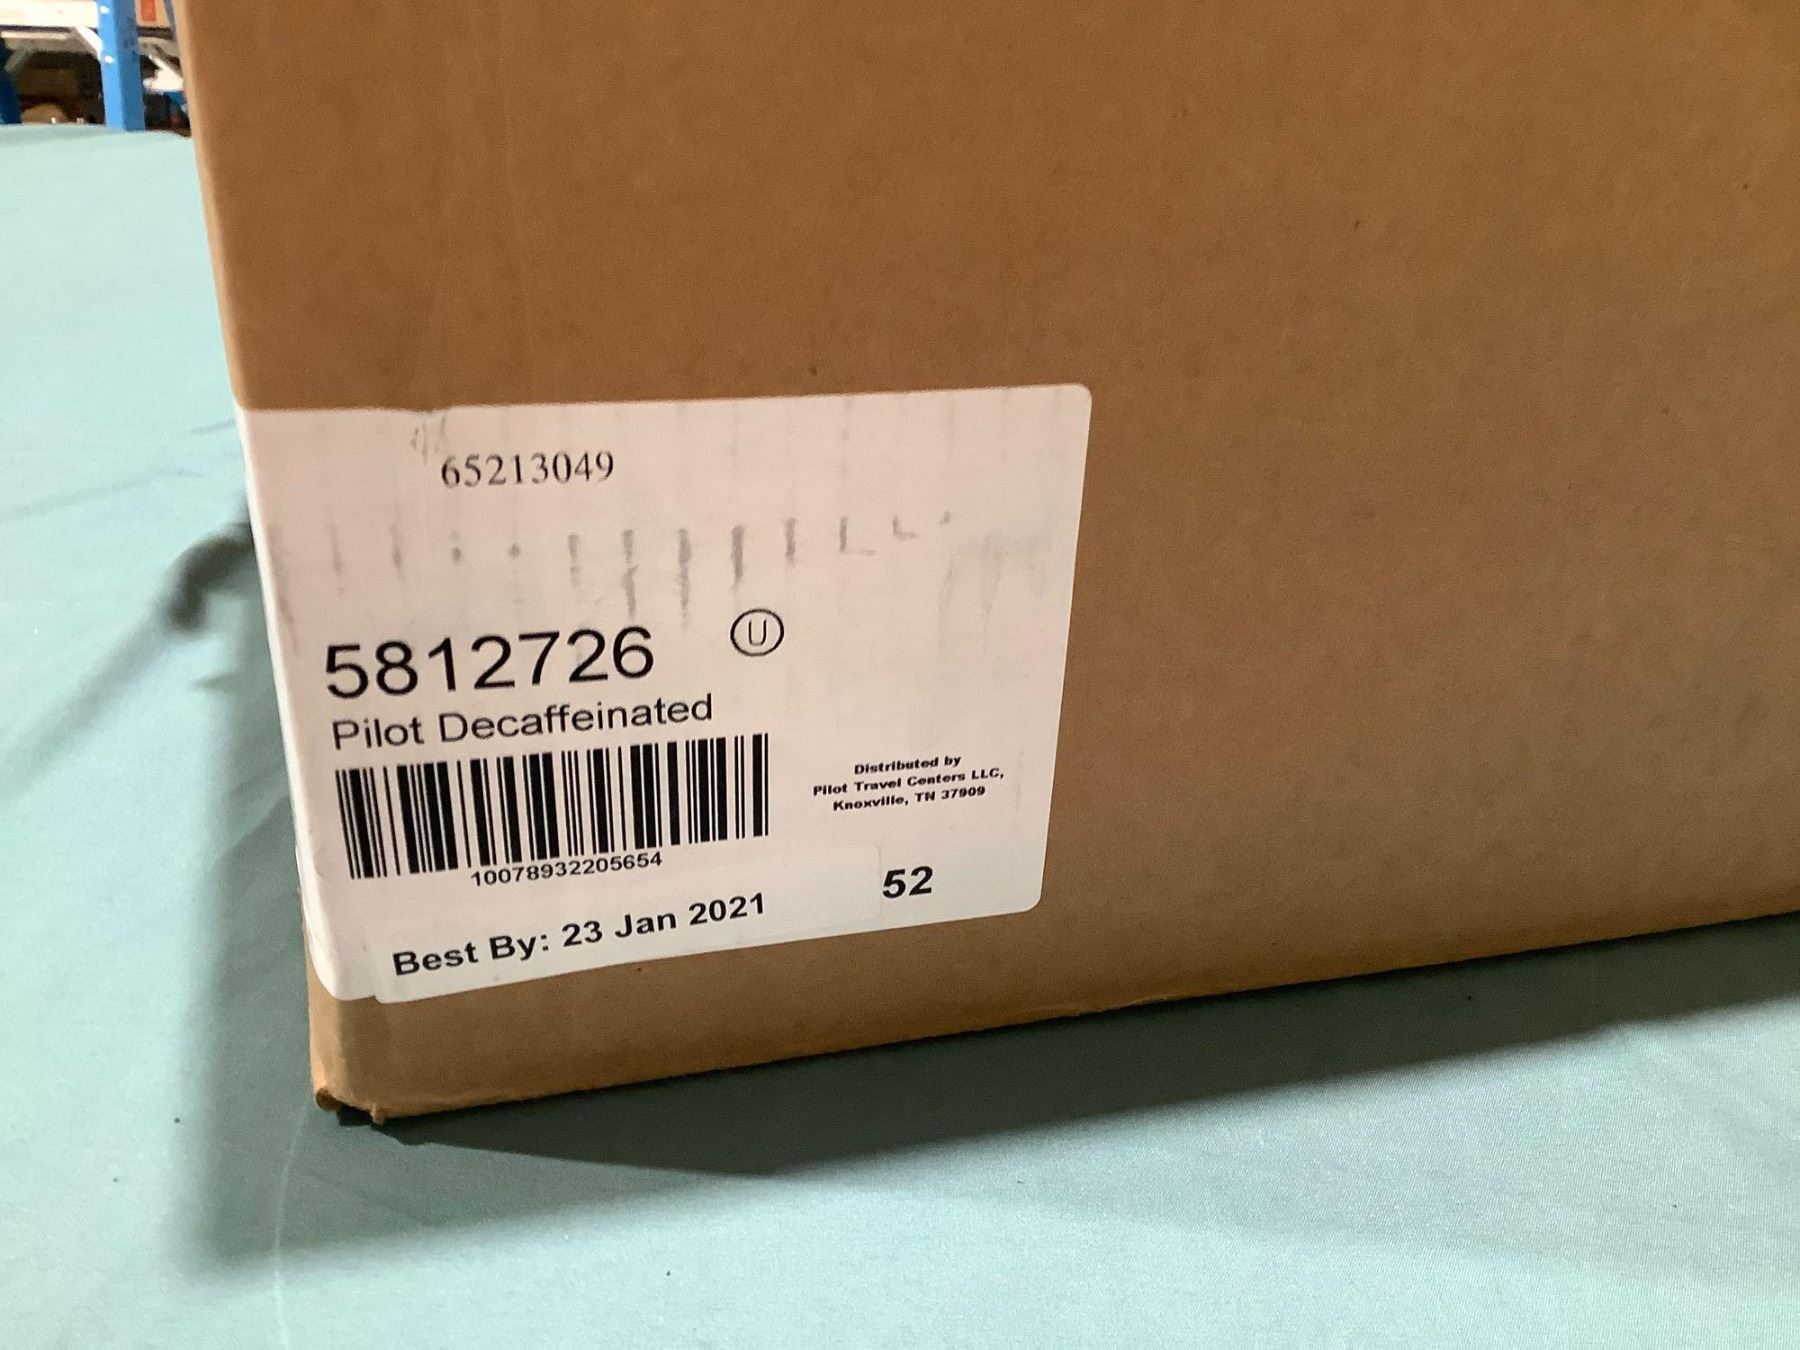 65213049
5812726
U
Pilot Decaffeinated
10078932205654
Distributed by
Pilot Travel Centers LLC,
Knoxville, TN 37909
Best By: 23 Jan 2021
52